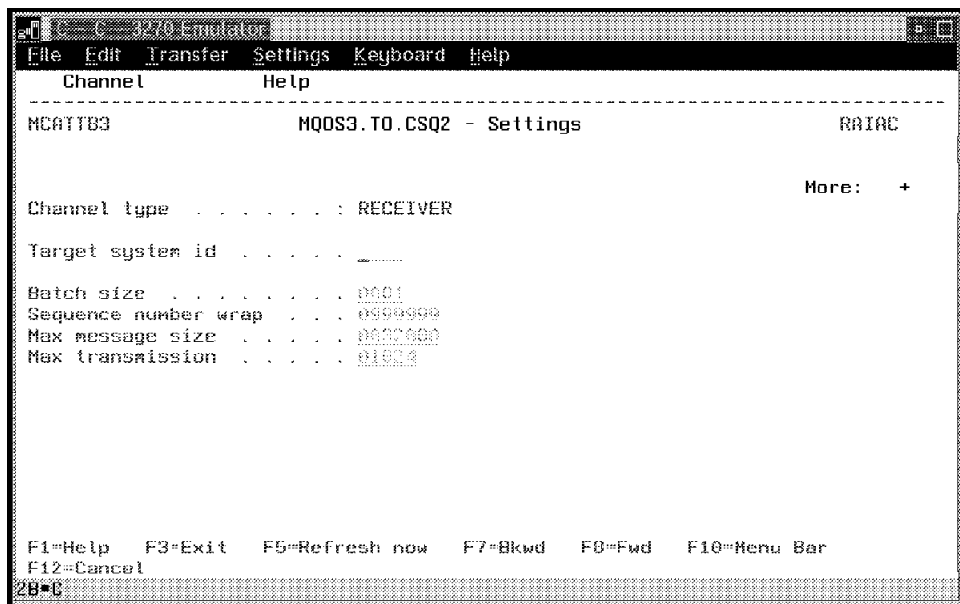 C - C - 3270 Emulator
File Edit Transfer Settings Keyboard Help
Channel Help
MCATTB3 MQOS3.TO.CSQ2 - Settings RAIAC
More: +
Channel type . . . . . . : RECEIVER
Target system id . . . . .
Batch size . . . . . . . . 0001
Sequence number wrap . . . 0999999
Max message size . . . . . 0032000
Max transmission . . . . . 01024
F1=Help F3=Exit F5=Refresh now F7=Bkwd F8=Fwd F10=Menu Bar
F12=Cancel
2B=C